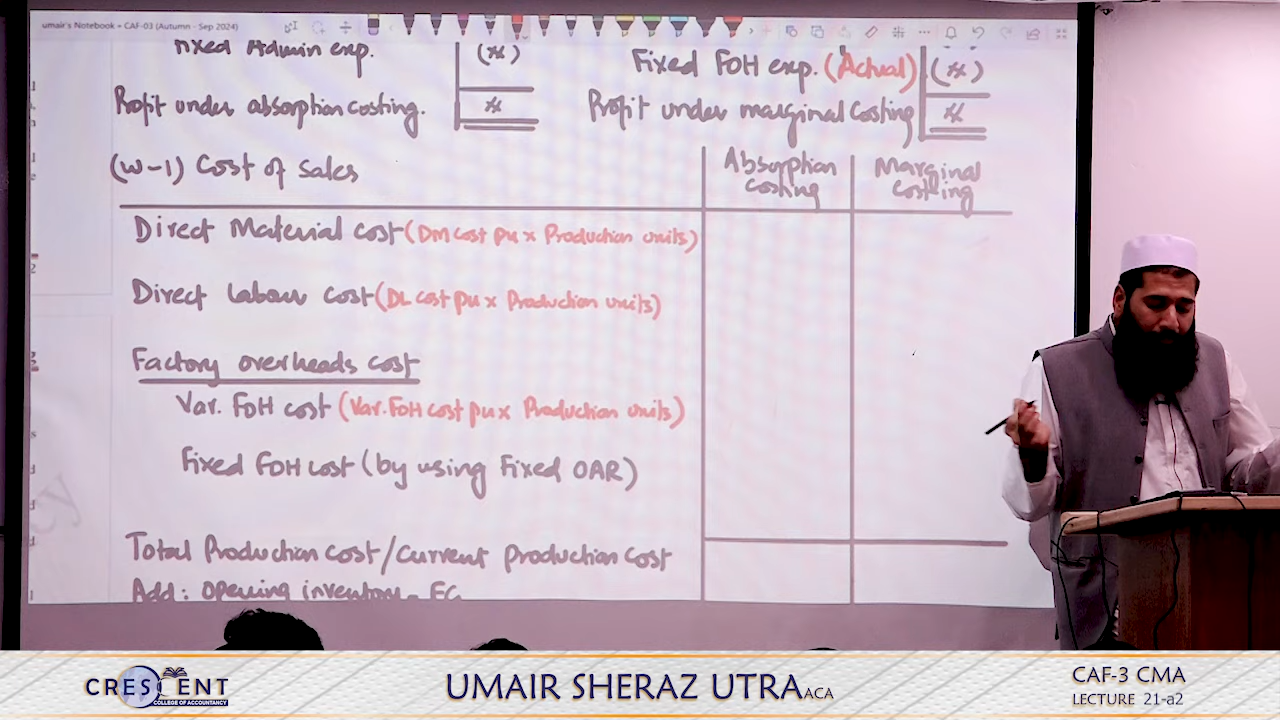 umair's Notebook - CAF-03 (Autumn - Sep 2024)
Fixed Admin exp. (xx)
Fixed FOH exp. (Actual) (xx)
Profit under absorption costing. xx
Profit under marginal costing xx
(w-1) Cost of sales
Absorption costing
Marginal costing
Direct Material cost (DM cost pu x Production units)
Direct Labour cost (DL cost pu x Production units)
Factory overheads cost
Var. FOH cost (Var. FOH cost pu x Production units)
Fixed FOH cost (by using Fixed OAR)
Total Production cost/Current production cost
Add: Opening inventory - FG
CRESCENT
COLLEGE OF ACCOUNTANCY
UMAIR SHERAZ UTRA ACA
CAF-3 CMA
LECTURE 21-a2